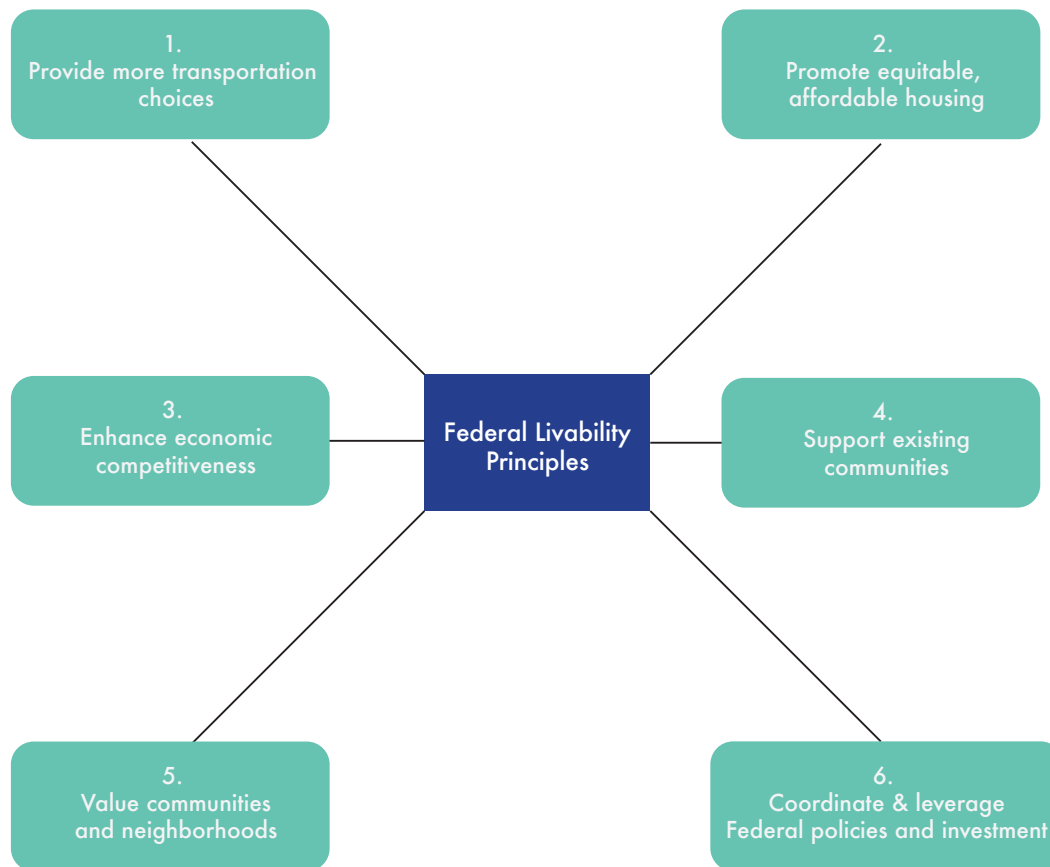 1.
Provide more transportation
choices
2.
Promote equitable,
affordable housing
3.
Enhance economic
competitiveness
Federal Livability
Principles
4.
Support existing
communities
5.
Value communities
and neighborhoods
6.
Coordinate & leverage
Federal policies and investment